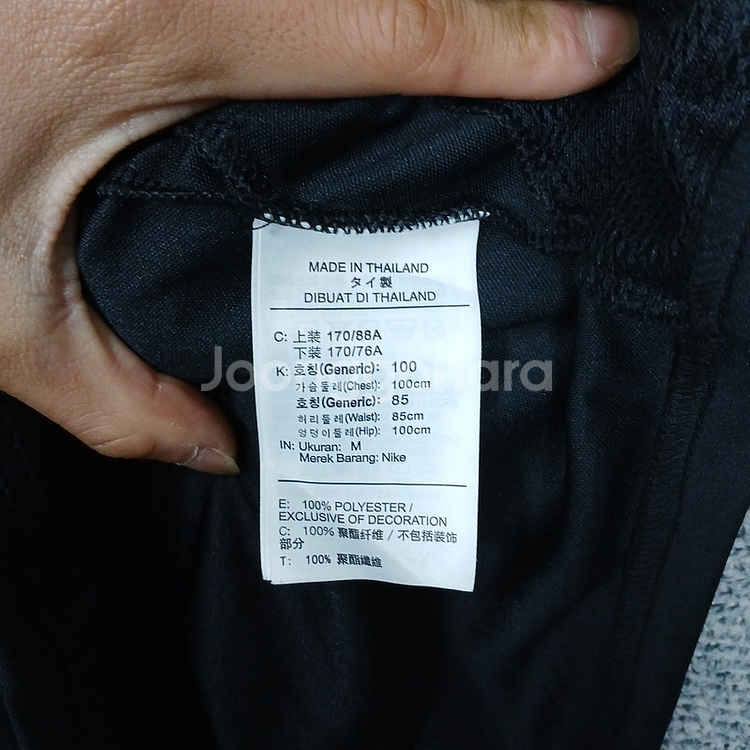 MADE IN THAILAND
タイ製
DIBUAT DI THAILAND
C: 上装 170/88A
下装 170/76A
K: 호칭(Generic): 100
가슴둘레(Chest): 100cm
호칭(Generic): 85
허리둘레(Waist): 85cm
엉덩이둘레(Hip): 100cm
IN: Ukuran: M
Merek Barang: Nike
E: 100% POLYESTER /
EXCLUSIVE OF DECORATION
C: 100% 聚酯纤维 / 不包括装饰
部分
T: 100% 聚酯纖維
Joonggonara